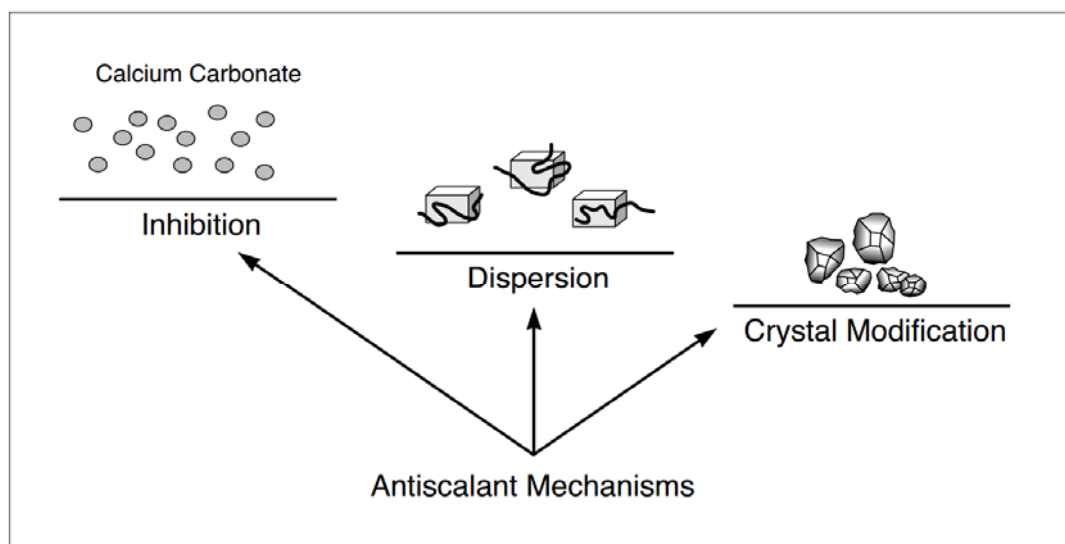 Calcium Carbonate
Inhibition
Dispersion
Crystal Modification
Antiscalant Mechanisms